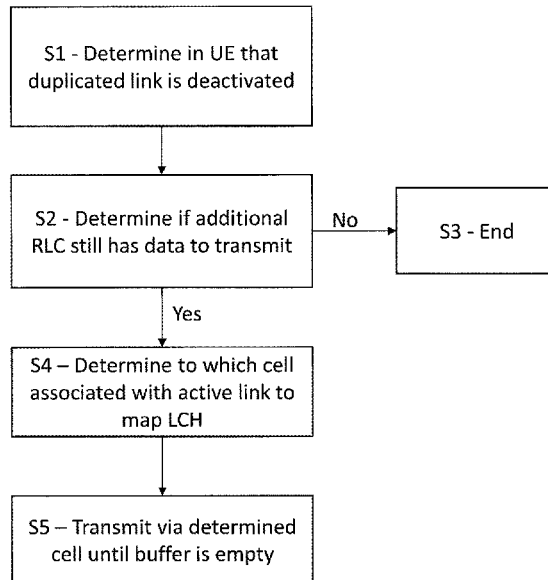 S1 - Determine in UE that
duplicated link is deactivated
S2 - Determine if additional
RLC still has data to transmit
No
S3 - End
Yes
S4 – Determine to which cell
associated with active link to
map LCH
S5 – Transmit via determined
cell until buffer is empty